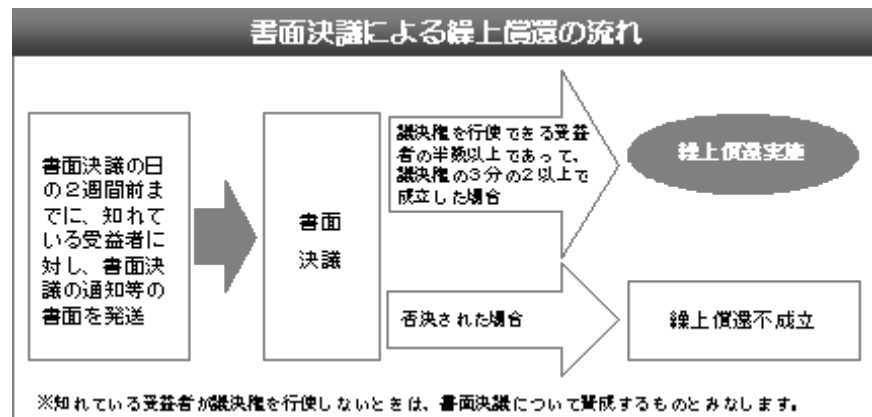 書面決議による繰上償還の流れ
書面決議の日
の２週間前ま
でに、知れて
いる受益者に
対し、書面決
議の通知等の
書面を発送
書面
決議
議決権を行使できる受益
者の半数以上であって、
議決権の３分の２以上で
成立した場合
繰上償還実施
否決された場合
繰上償還不成立
※知れている受益者が議決権を行使しないときは、書面決議について賛成するものとみなします。